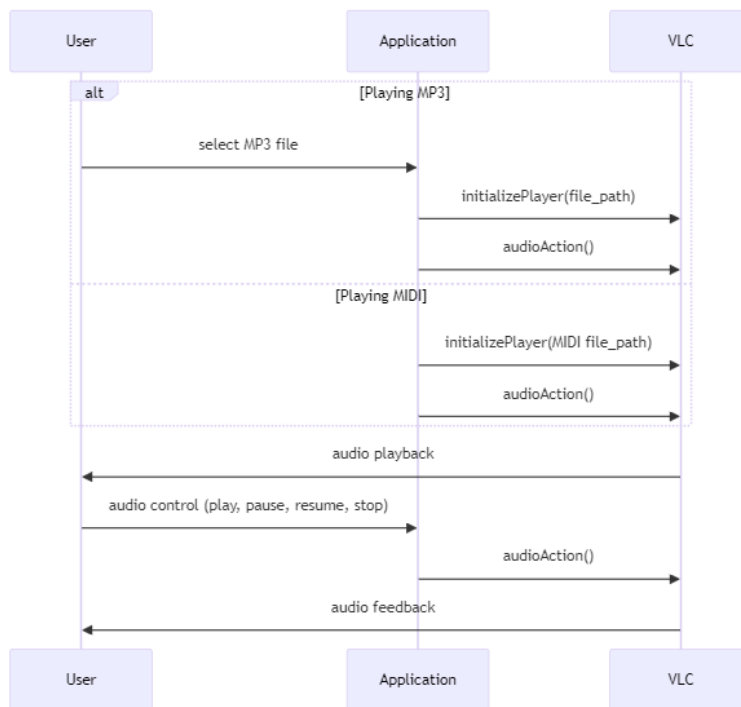 User Application VLC
alt [Playing MP3]
select MP3 file
initializePlayer(file_path)
audioAction()
[Playing MIDI]
initializePlayer(MIDI file_path)
audioAction()
audio playback
audio control (play, pause, resume, stop)
audioAction()
audio feedback
User Application VLC